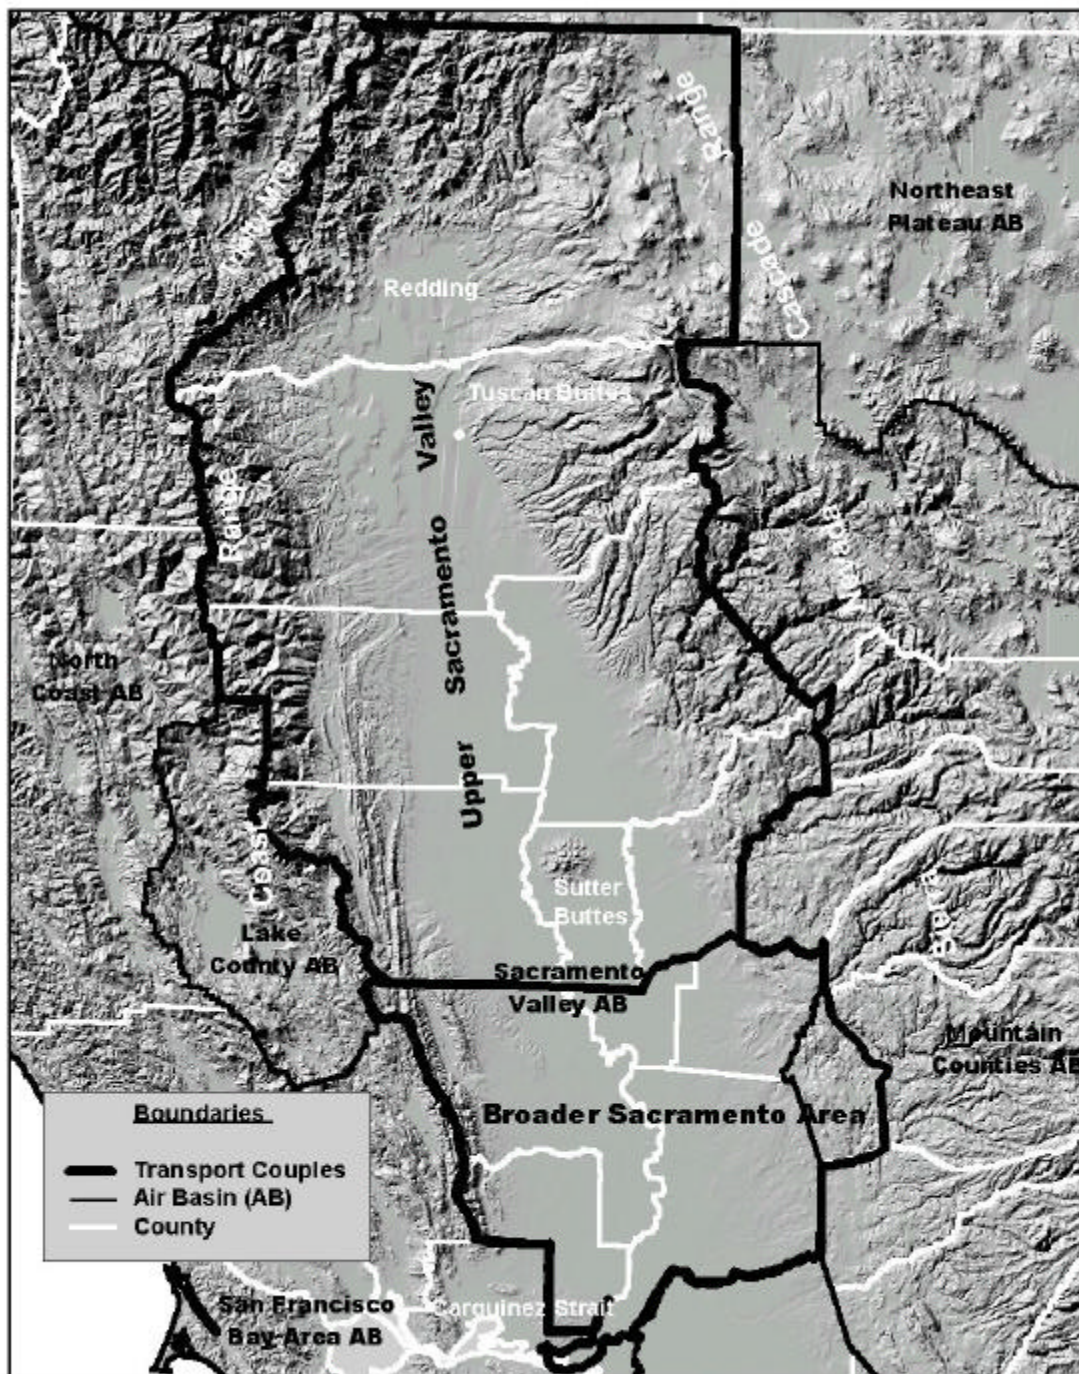 Range
Cascade
Northeast
Plateau AB
Redding
Tuscan Buttes
Valley
Sacramento
Upper
Range
Coast
North
Coast AB
Nevada
Sierra
Sutter
Buttes
Lake
County AB
Sacramento
Valley AB
Mountain
Counties AB
Broader Sacramento Area
Boundaries
Transport Couples
Air Basin (AB)
County
San Francisco
Bay Area AB
Carquinez Strait